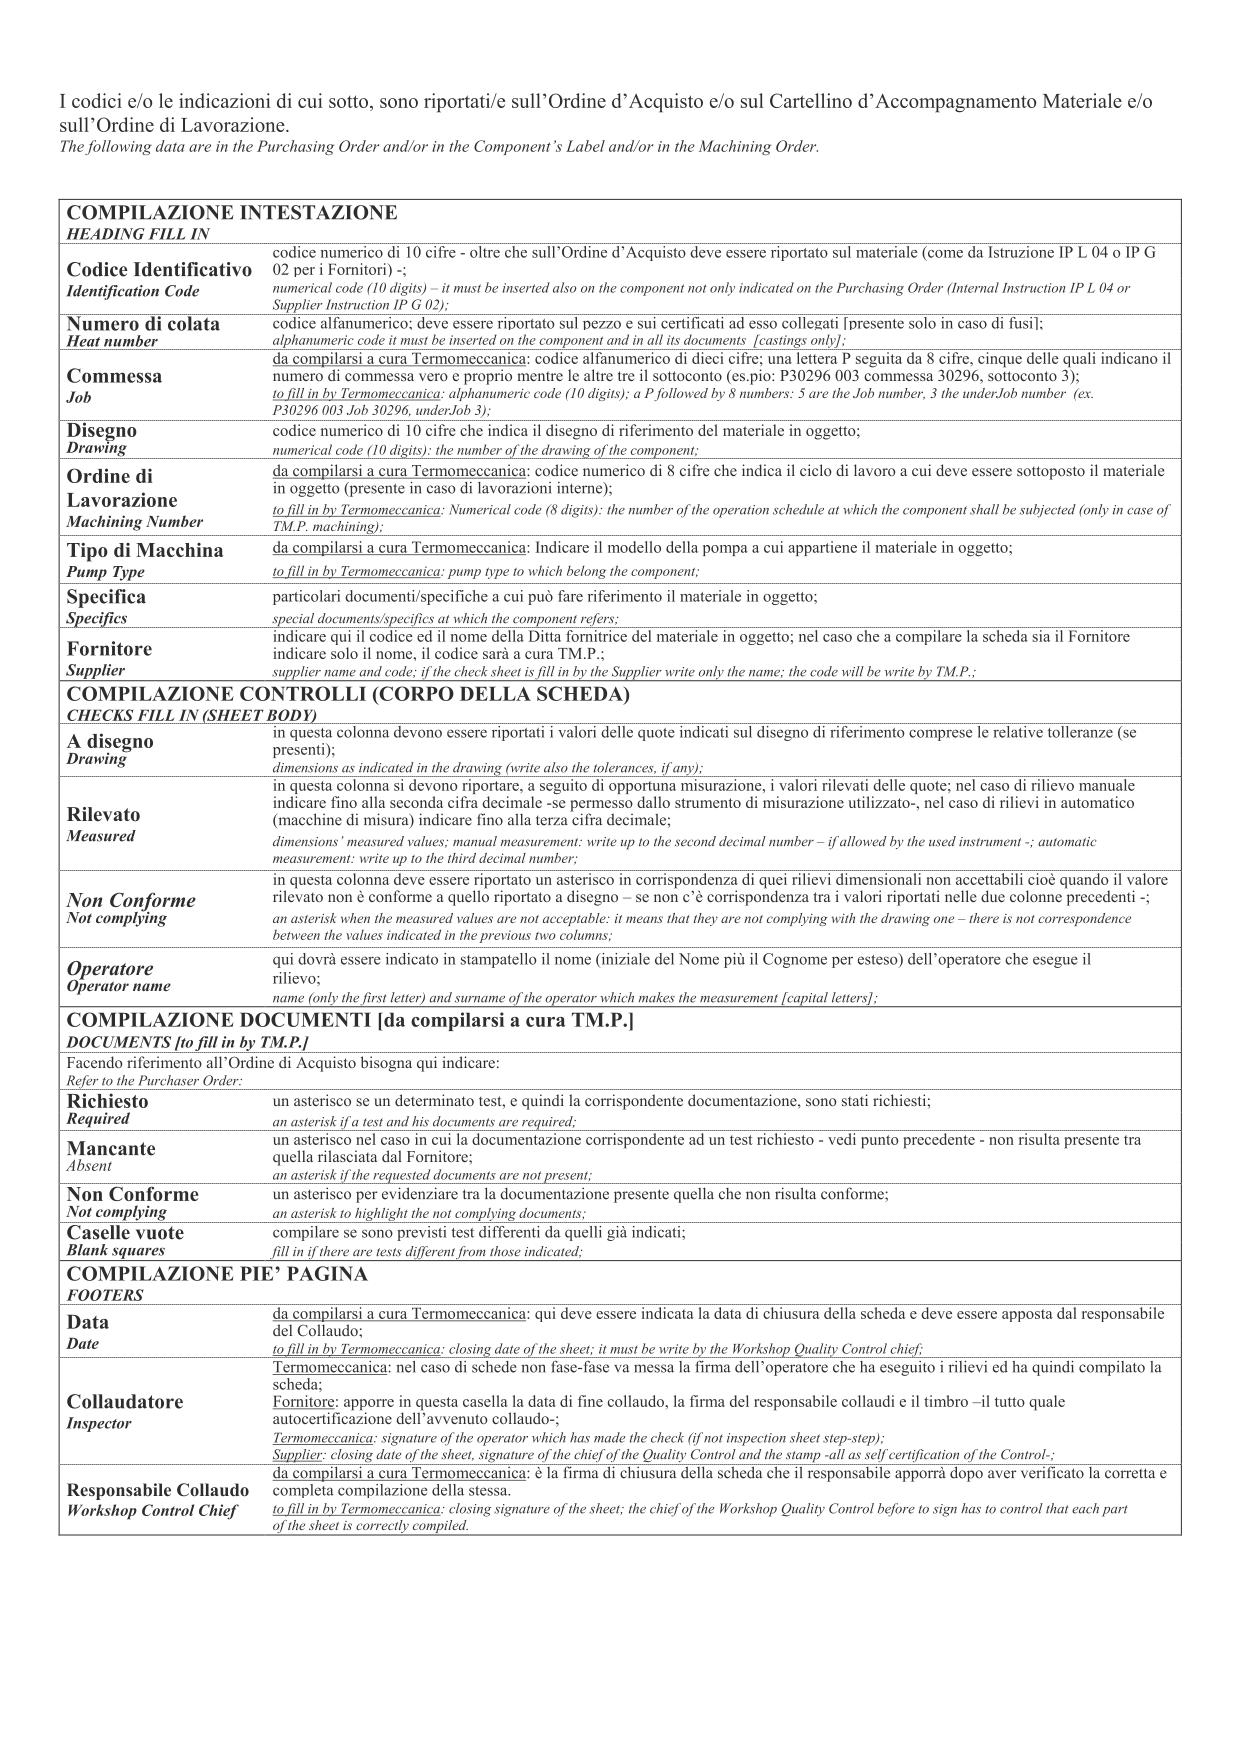 I codici e/o le indicazioni di cui sotto, sono riportati/e sull’Ordine d’Acquisto e/o sul Cartellino d’Accompagnamento Materiale e/o
sull’Ordine di Lavorazione.
The following data are in the Purchasing Order and/or in the Component’s Label and/or in the Machining Order.
COMPILAZIONE INTESTAZIONE
HEADING FILL IN
Codice Identificativo
Identification Code
codice numerico di 10 cifre - oltre che sull’Ordine d’Acquisto deve essere riportato sul materiale (come da Istruzione IP L 04 o IP G
02 per i Fornitori) -;
numerical code (10 digits) – it must be inserted also on the component not only indicated on the Purchasing Order (Internal Instruction IP L 04 or
Supplier Instruction IP G 02);
Numero di colata
Heat number
codice alfanumerico; deve essere riportato sul pezzo e sui certificati ad esso collegati [presente solo in caso di fusi];
alphanumeric code it must be inserted on the component and in all its documents [castings only];
Commessa
Job
da compilarsi a cura Termomeccanica: codice alfanumerico di dieci cifre; una lettera P seguita da 8 cifre, cinque delle quali indicano il
numero di commessa vero e proprio mentre le altre tre il sottoconto (es.pio: P30296 003 commessa 30296, sottoconto 3);
to fill in by Termomeccanica: alphanumeric code (10 digits); a P followed by 8 numbers: 5 are the Job number, 3 the underJob number (ex.
P30296 003 Job 30296, underJob 3);
Disegno
Drawing
codice numerico di 10 cifre che indica il disegno di riferimento del materiale in oggetto;
numerical code (10 digits): the number of the drawing of the component;
Ordine di
Lavorazione
Machining Number
da compilarsi a cura Termomeccanica: codice numerico di 8 cifre che indica il ciclo di lavoro a cui deve essere sottoposto il materiale
in oggetto (presente in caso di lavorazioni interne);
to fill in by Termomeccanica: Numerical code (8 digits): the number of the operation schedule at which the component shall be subjected (only in case of
TM.P. machining);
Tipo di Macchina
Pump Type
da compilarsi a cura Termomeccanica: Indicare il modello della pompa a cui appartiene il materiale in oggetto;
to fill in by Termomeccanica: pump type to which belong the component;
Specifica
Specifics
particolari documenti/specifiche a cui può fare riferimento il materiale in oggetto;
special documents/specifics at which the component refers;
Fornitore
Supplier
indicare qui il codice ed il nome della Ditta fornitrice del materiale in oggetto; nel caso che a compilare la scheda sia il Fornitore
indicare solo il nome, il codice sarà a cura TM.P.;
supplier name and code; if the check sheet is fill in by the Supplier write only the name; the code will be write by TM.P.;
COMPILAZIONE CONTROLLI (CORPO DELLA SCHEDA)
CHECKS FILL IN (SHEET BODY)
A disegno
Drawing
in questa colonna devono essere riportati i valori delle quote indicati sul disegno di riferimento comprese le relative tolleranze (se
presenti);
dimensions as indicated in the drawing (write also the tolerances, if any);
Rilevato
Measured
in questa colonna si devono riportare, a seguito di opportuna misurazione, i valori rilevati delle quote; nel caso di rilievo manuale
indicare fino alla seconda cifra decimale -se permesso dallo strumento di misurazione utilizzato-, nel caso di rilievi in automatico
(macchine di misura) indicare fino alla terza cifra decimale;
dimensions’ measured values; manual measurement: write up to the second decimal number – if allowed by the used instrument -; automatic
measurement: write up to the third decimal number;
Non Conforme
Not complying
in questa colonna deve essere riportato un asterisco in corrispondenza di quei rilievi dimensionali non accettabili cioè quando il valore
rilevato non è conforme a quello riportato a disegno – se non c’è corrispondenza tra i valori riportati nelle due colonne precedenti -;
an asterisk when the measured values are not acceptable: it means that they are not complying with the drawing one – there is not correspondence
between the values indicated in the previous two columns;
Operatore
Operator name
qui dovrà essere indicato in stampatello il nome (iniziale del Nome più il Cognome per esteso) dell’operatore che esegue il
rilievo;
name (only the first letter) and surname of the operator which makes the measurement [capital letters];
COMPILAZIONE DOCUMENTI [da compilarsi a cura TM.P.]
DOCUMENTS [to fill in by TM.P.]
Facendo riferimento all’Ordine di Acquisto bisogna qui indicare:
Refer to the Purchaser Order:
Richiesto
Required
un asterisco se un determinato test, e quindi la corrispondente documentazione, sono stati richiesti;
an asterisk if a test and his documents are required;
Mancante
Absent
un asterisco nel caso in cui la documentazione corrispondente ad un test richiesto - vedi punto precedente - non risulta presente tra
quella rilasciata dal Fornitore;
an asterisk if the requested documents are not present;
Non Conforme
Not complying
un asterisco per evidenziare tra la documentazione presente quella che non risulta conforme;
an asterisk to highlight the not complying documents;
Caselle vuote
Blank squares
compilare se sono previsti test differenti da quelli già indicati;
fill in if there are tests different from those indicated;
COMPILAZIONE PIE’ PAGINA
FOOTERS
Data
Date
da compilarsi a cura Termomeccanica: qui deve essere indicata la data di chiusura della scheda e deve essere apposta dal responsabile
del Collaudo;
to fill in by Termomeccanica: closing date of the sheet; it must be write by the Workshop Quality Control chief;
Collaudatore
Inspector
Termomeccanica: nel caso di schede non fase-fase va messa la firma dell’operatore che ha eseguito i rilievi ed ha quindi compilato la
scheda;
Fornitore: apporre in questa casella la data di fine collaudo, la firma del responsabile collaudi e il timbro –il tutto quale
autocertificazione dell’avvenuto collaudo-;
Termomeccanica: signature of the operator which has made the check (if not inspection sheet step-step);
Supplier: closing date of the sheet, signature of the chief of the Quality Control and the stamp -all as self certification of the Control-;
Responsabile Collaudo
Workshop Control Chief
da compilarsi a cura Termomeccanica: è la firma di chiusura della scheda che il responsabile apporrà dopo aver verificato la corretta e
completa compilazione della stessa.
to fill in by Termomeccanica: closing signature of the sheet; the chief of the Workshop Quality Control before to sign has to control that each part
of the sheet is correctly compiled.